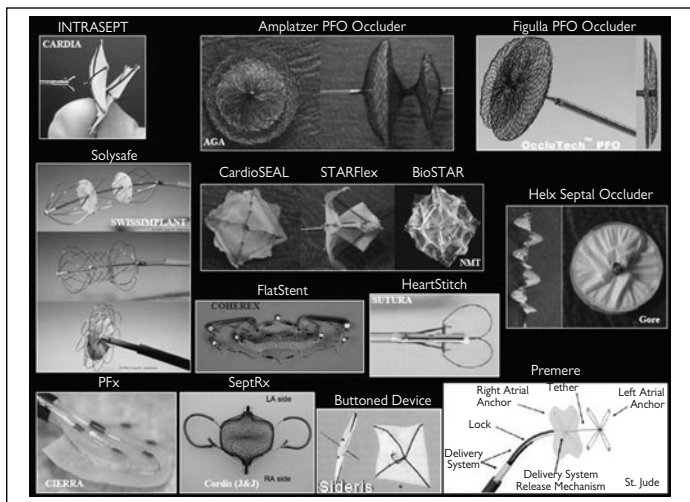 INTRASEPT
CARDIA
Amplatzer PFO Occluder
AGA
Figulla PFO Occluder
OccluTech™ PFO
Solysafe
SWISSIMPLANT
CardioSEAL
STARFlex
BioSTAR
NMT
Helx Septal Occluder
Gore
FlatStent
COHEREX
HeartStitch
SUTURA
PFx
CIERRA
SeptRx
LA side
RA side
Cordis (J&J)
Buttoned Device
Sideris
Premere
Right Atrial
Anchor
Tether
Left Atrial
Anchor
Lock
Delivery
System
Delivery System
Release Mechanism
St. Jude